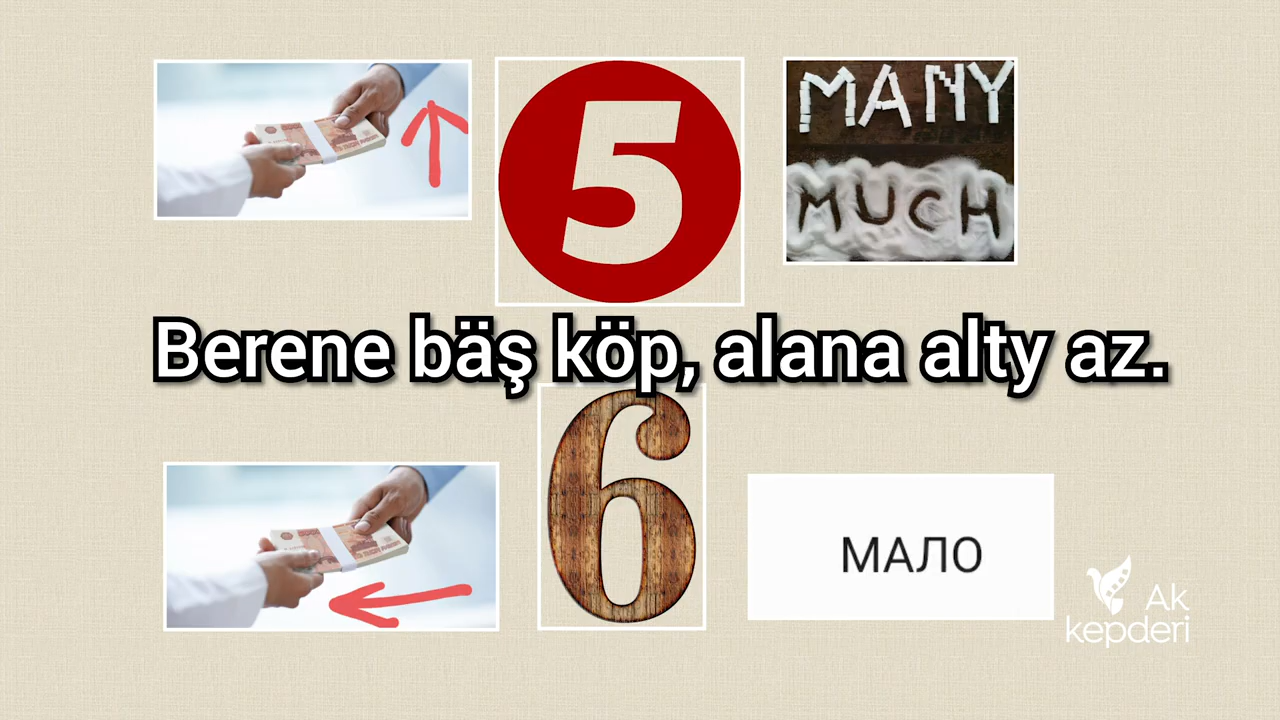 5
MANY
MUCH
Berene bäş köp, alana alty az.
6
МАЛО
Ak
kepderi